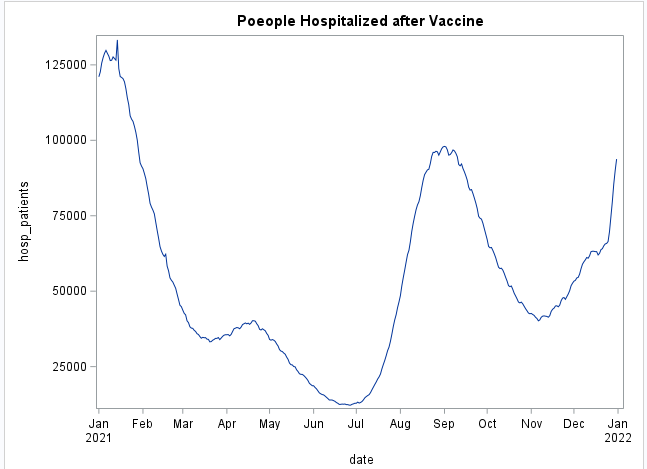 Poeople Hospitalized after Vaccine
125000
100000
75000
50000
25000
hosp_patients
Jan Feb Mar Apr May Jun Jul Aug Sep Oct Nov Dec Jan
2021 2022
date